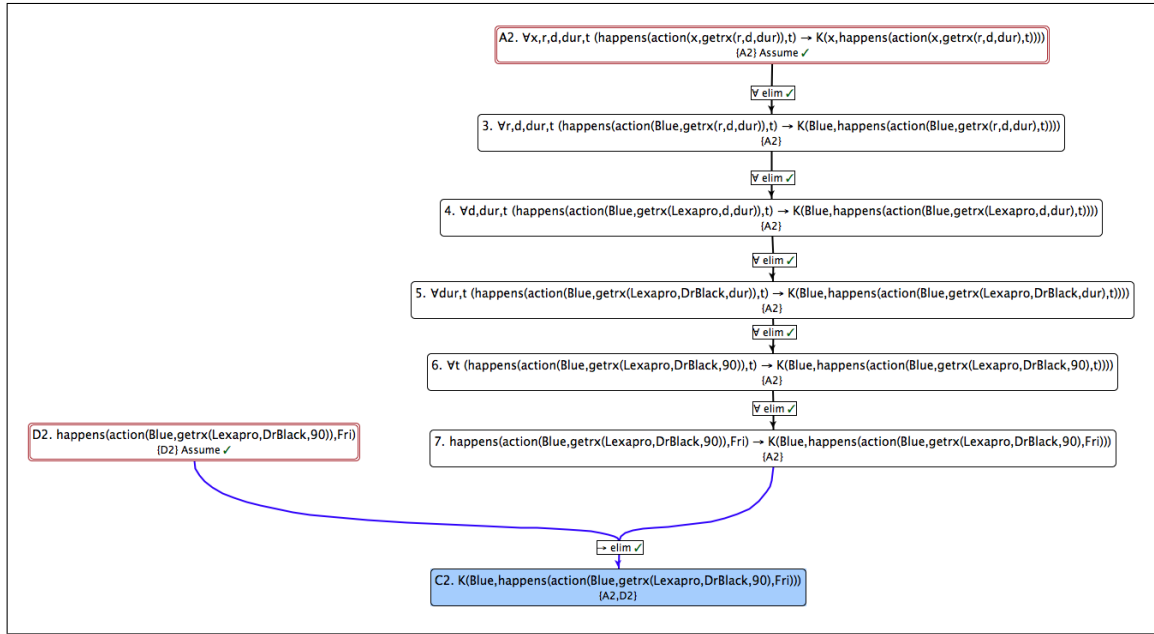 A2. ∀x,r,d,dur,t (happens(action(x,getrx(r,d,dur)),t) → K(x,happens(action(x,getrx(r,d,dur),t))))
{A2} Assume ✓
∀ elim ✓
3. ∀r,d,dur,t (happens(action(Blue,getrx(r,d,dur)),t) → K(Blue,happens(action(Blue,getrx(r,d,dur),t))))
{A2}
∀ elim ✓
4. ∀d,dur,t (happens(action(Blue,getrx(Lexapro,d,dur)),t) → K(Blue,happens(action(Blue,getrx(Lexapro,d,dur),t))))
{A2}
∀ elim ✓
5. ∀dur,t (happens(action(Blue,getrx(Lexapro,DrBlack,dur)),t) → K(Blue,happens(action(Blue,getrx(Lexapro,DrBlack,dur),t))))
{A2}
∀ elim ✓
6. ∀t (happens(action(Blue,getrx(Lexapro,DrBlack,90)),t) → K(Blue,happens(action(Blue,getrx(Lexapro,DrBlack,90),t))))
{A2}
∀ elim ✓
D2. happens(action(Blue,getrx(Lexapro,DrBlack,90)),Fri)
{D2} Assume ✓
7. happens(action(Blue,getrx(Lexapro,DrBlack,90)),Fri) → K(Blue,happens(action(Blue,getrx(Lexapro,DrBlack,90),Fri)))
{A2}
→ elim ✓
C2. K(Blue,happens(action(Blue,getrx(Lexapro,DrBlack,90),Fri)))
{A2,D2}